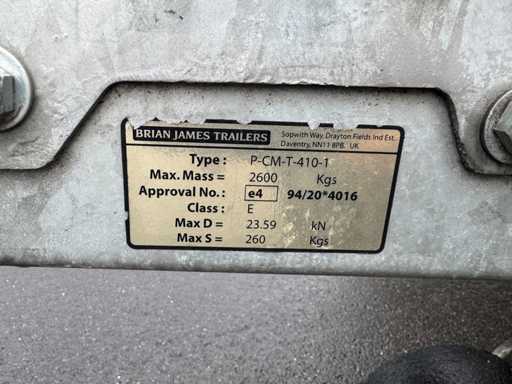 BRIAN JAMES TRAILERS
Sopwith Way, Drayton Fields Ind Est.
Daventry, NN11 8PB. UK
Type : P-CM-T-410-1
Max. Mass = 2600 Kgs
Approval No. : e4 94/20*4016
Class : E
Max D = 23.59 kN
Max S = 260 Kgs